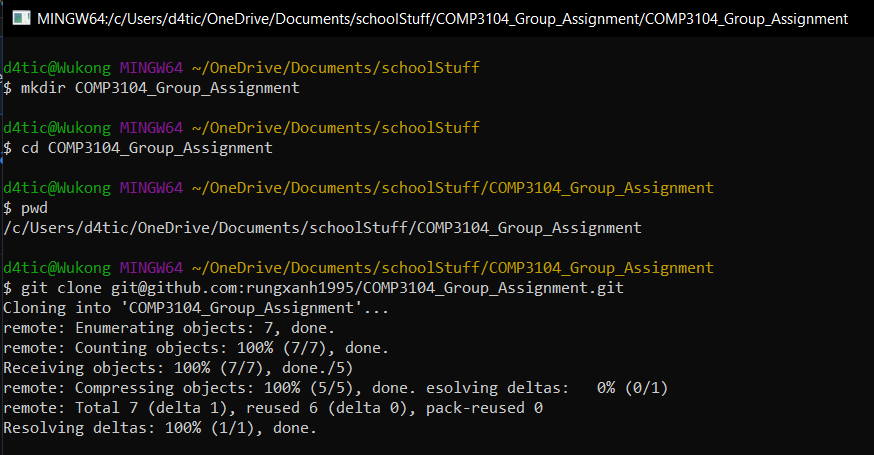 MINGW64:/c/Users/d4tic/OneDrive/Documents/schoolStuff/COMP3104_Group_Assignment/COMP3104_Group_Assignment
d4tic@Wukong MINGW64 ~/OneDrive/Documents/schoolStuff
$ mkdir COMP3104_Group_Assignment
d4tic@Wukong MINGW64 ~/OneDrive/Documents/schoolStuff
$ cd COMP3104_Group_Assignment
d4tic@Wukong MINGW64 ~/OneDrive/Documents/schoolStuff/COMP3104_Group_Assignment
$ pwd
/c/Users/d4tic/OneDrive/Documents/schoolStuff/COMP3104_Group_Assignment
d4tic@Wukong MINGW64 ~/OneDrive/Documents/schoolStuff/COMP3104_Group_Assignment
$ git clone git@github.com:rungxanh1995/COMP3104_Group_Assignment.git
Cloning into 'COMP3104_Group_Assignment'...
remote: Enumerating objects: 7, done.
remote: Counting objects: 100% (7/7), done.
Receiving objects: 100% (7/7), done./5)
remote: Compressing objects: 100% (5/5), done. esolving deltas:   0% (0/1)
remote: Total 7 (delta 1), reused 6 (delta 0), pack-reused 0
Resolving deltas: 100% (1/1), done.